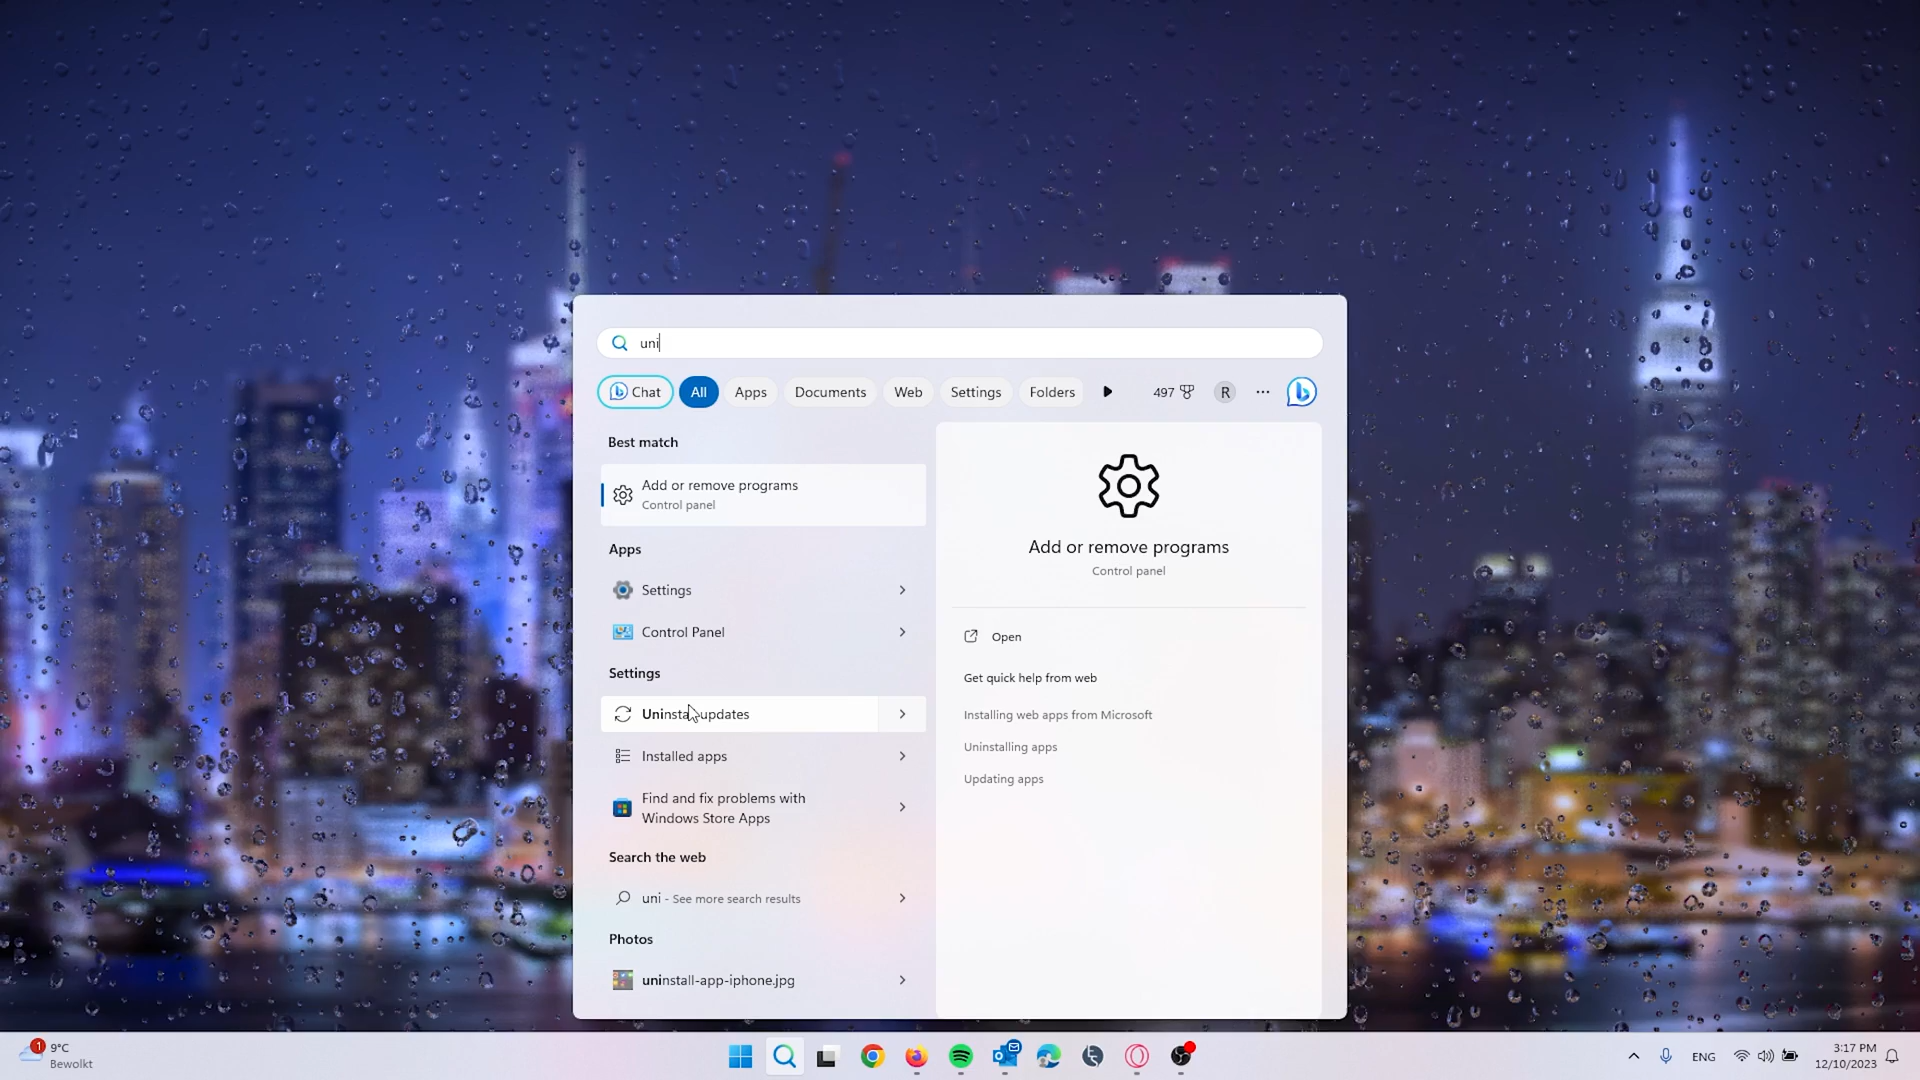 uni
Chat
All
Apps
Documents
Web
Settings
Folders
497
R
Best match
Add or remove programs
Control panel
Apps
Settings
Control Panel
Settings
Uninstall updates
Installed apps
Find and fix problems with
Windows Store Apps
Search the web
uni - See more search results
Photos
uninstall-app-iphone.jpg
Add or remove programs
Control panel
Open
Get quick help from web
Installing web apps from Microsoft
Uninstalling apps
Updating apps
1
9°C
Bewolkt
ENG
3:17 PM
12/10/2023